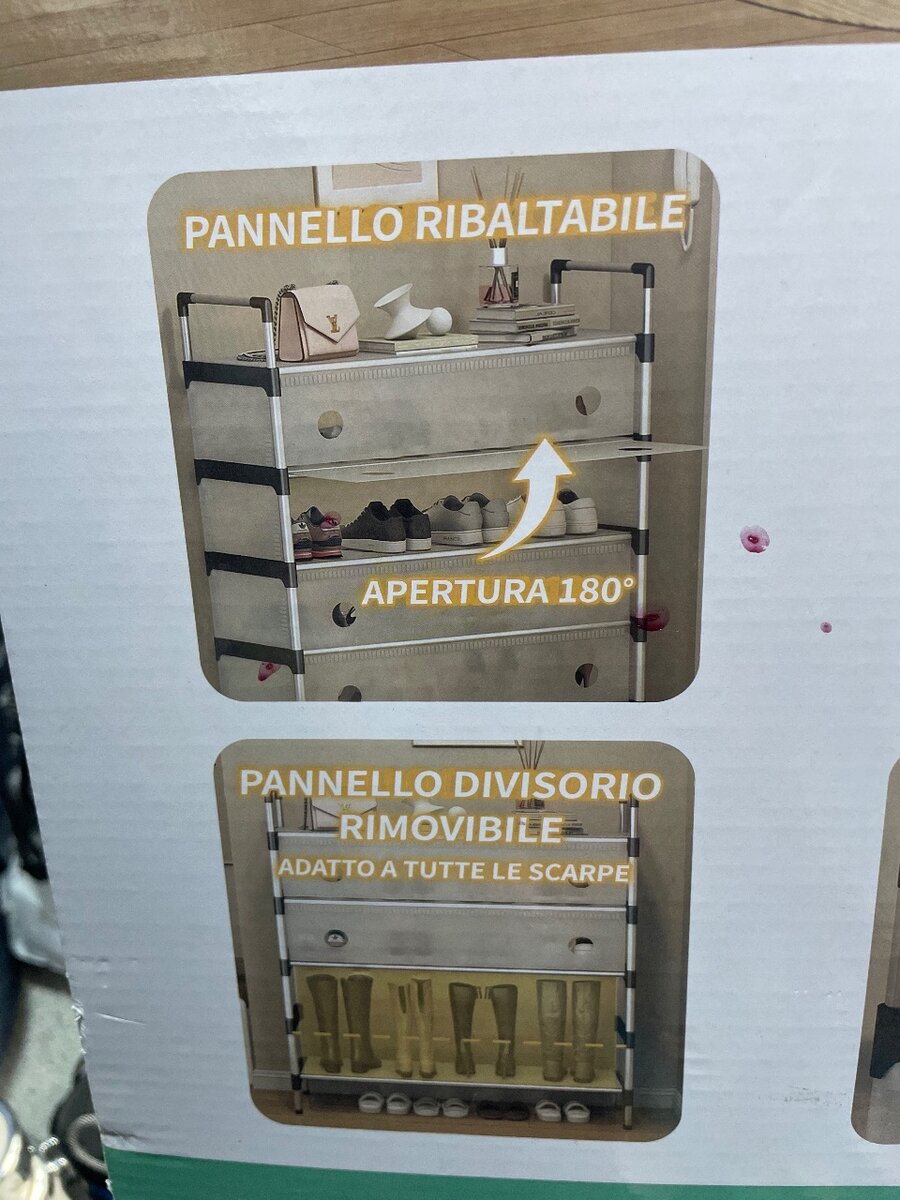 PANNELLO RIBALTABILE
APERTURA 180°
PANNELLO DIVISORIO
RIMOVIBILE
ADATTO A TUTTE LE SCARPE